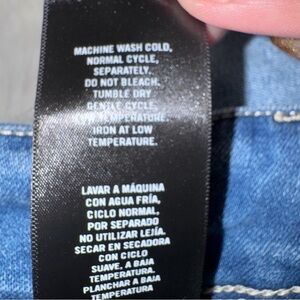 MACHINE WASH COLD,
NORMAL CYCLE,
SEPARATELY.
DO NOT BLEACH.
TUMBLE DRY
GENTLE CYCLE,
LOW TEMPERATURE.
IRON AT LOW
TEMPERATURE.
LAVAR A MÁQUINA
CON AGUA FRÍA,
CICLO NORMAL,
POR SEPARADO
NO UTILIZAR LEJÍA.
SECAR EN SECADORA
CON CICLO
SUAVE, A BAJA
TEMPERATURA.
PLANCHAR A BAJA
TEMPERATURA